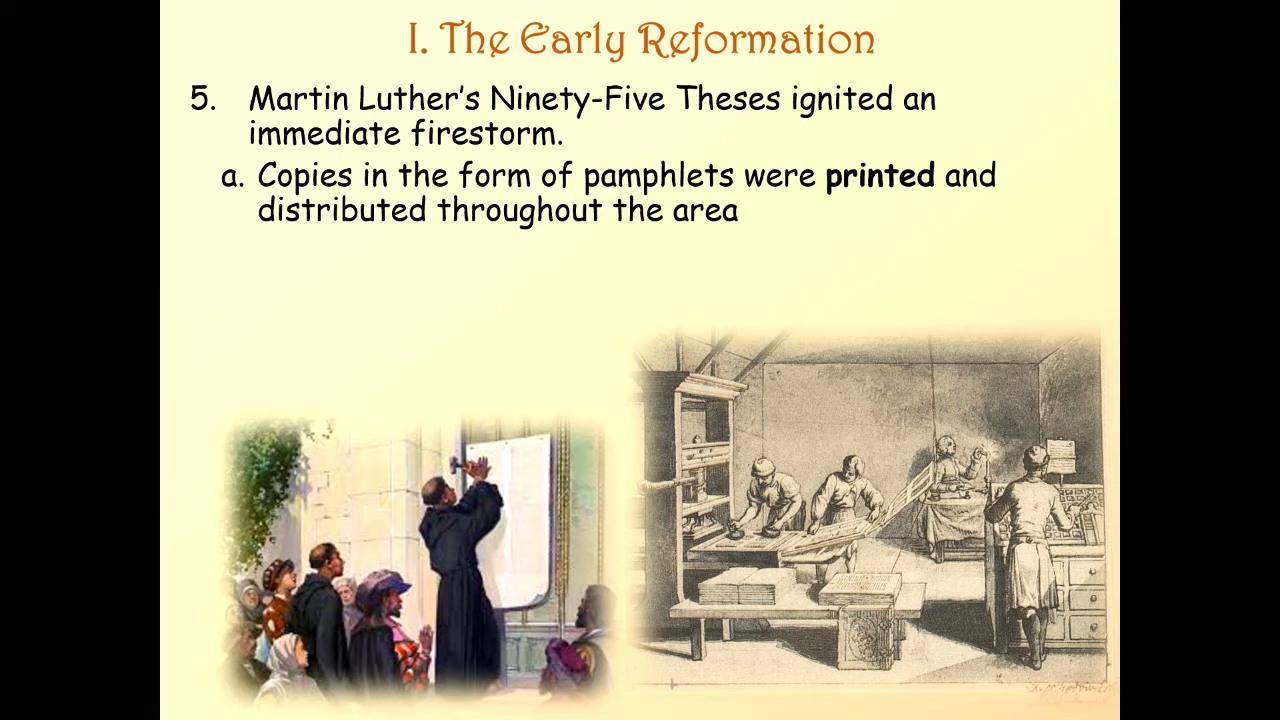 I. The Early Reformation
5. Martin Luther's Ninety-Five Theses ignited an
immediate firestorm.
a. Copies in the form of pamphlets were printed and
distributed throughout the area